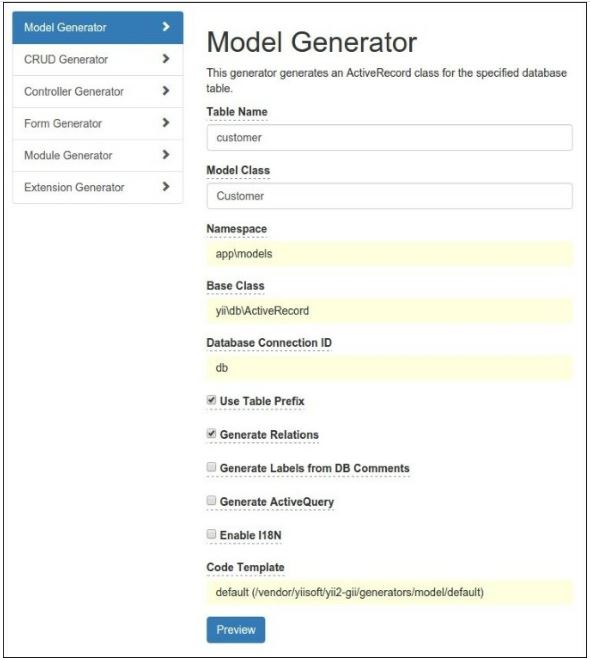 Model Generator
CRUD Generator
Controller Generator
Form Generator
Module Generator
Extension Generator
Model Generator
This generator generates an ActiveRecord class for the specified database
table.
Table Name
customer
Model Class
Customer
Namespace
app\models
Base Class
yii\db\ActiveRecord
Database Connection ID
db
Use Table Prefix
Generate Relations
Generate Labels from DB Comments
Generate ActiveQuery
Enable I18N
Code Template
default (/vendor/yiisoft/yii2-gii/generators/model/default)
Preview